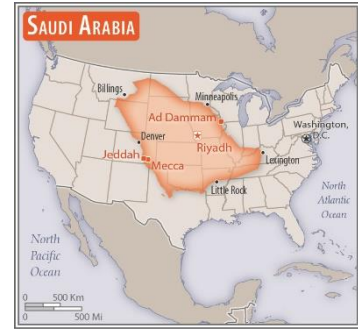 SAUDI ARABIA
Billings
Minneapolis
Ad Dammam
Washington,
D.C.
Denver
Riyadh
Jeddah
Mecca
Lexington
Little Rock
North
Pacific
Ocean
North
Atlantic
Ocean
0 500 Km
0 500 Mi